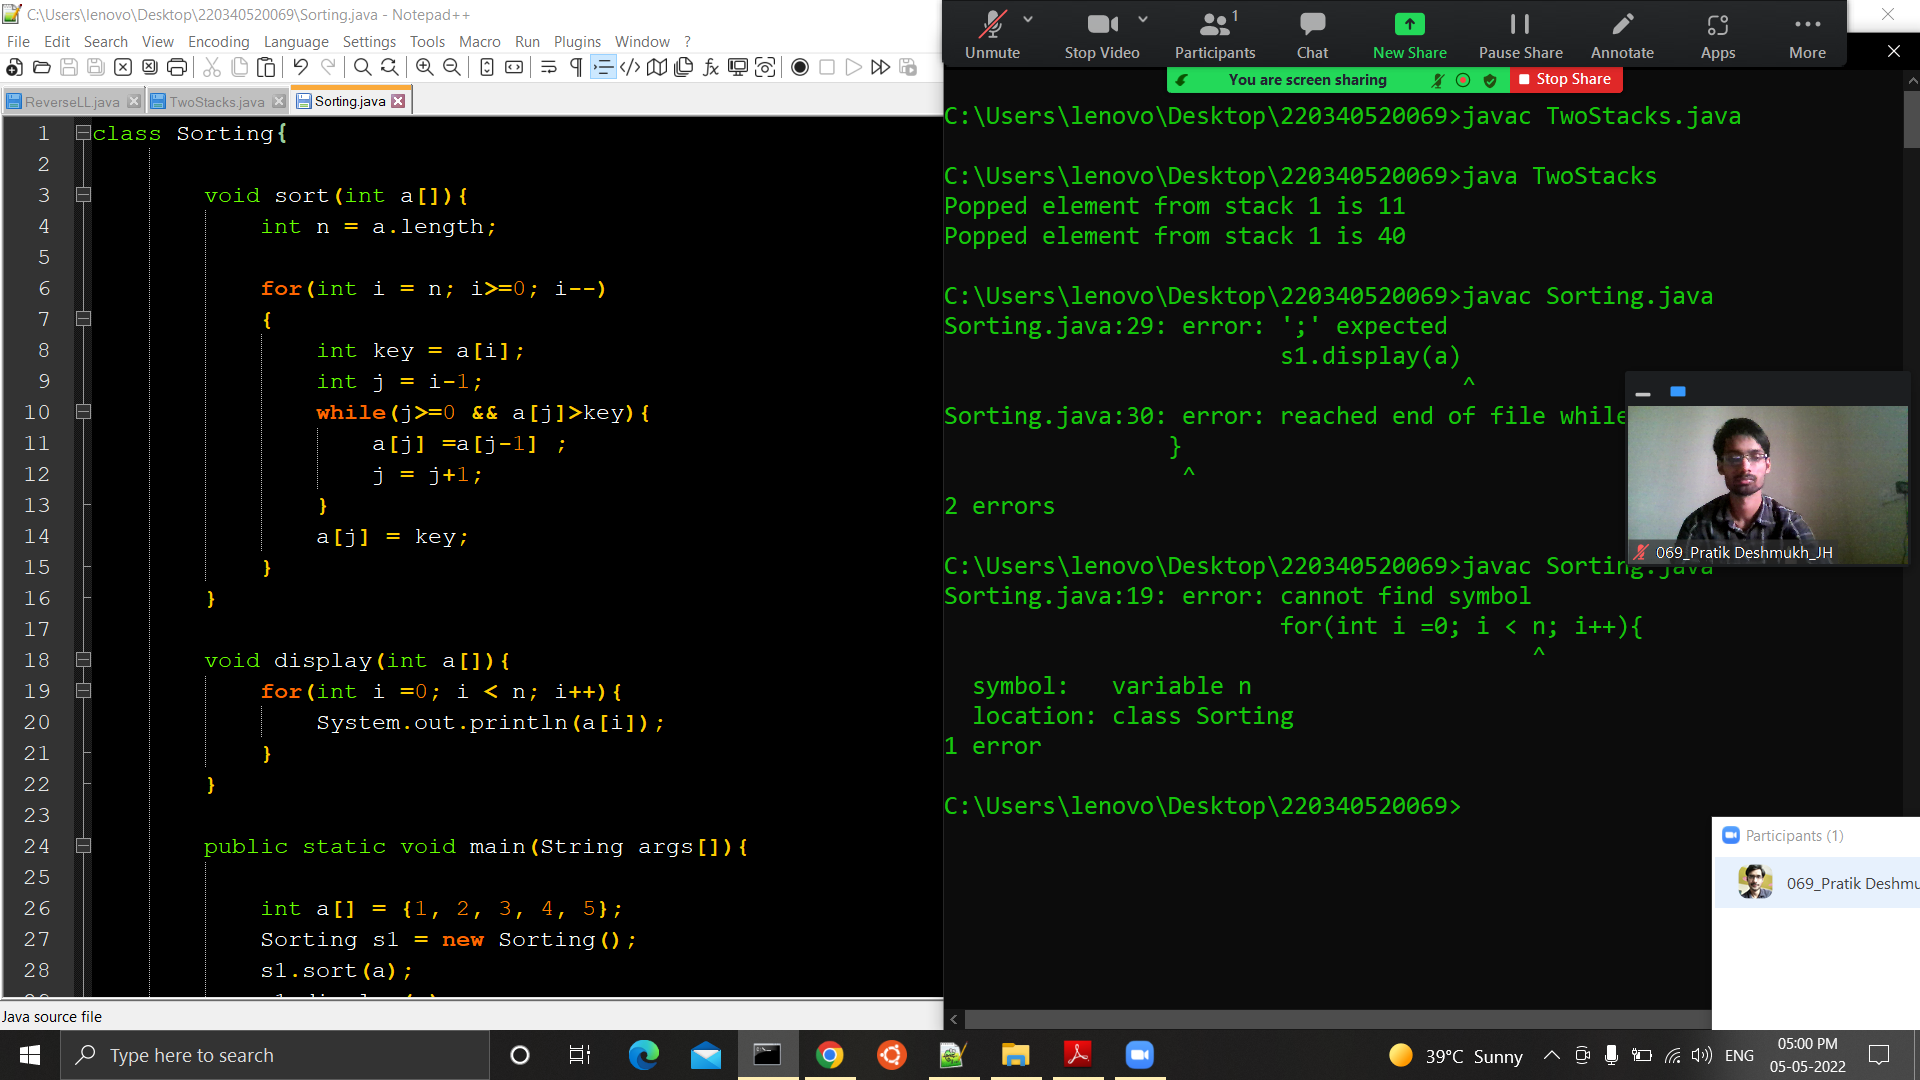 C:\Users\lenovo\Desktop\220340520069\Sorting.java - Notepad++
File Edit Search View Encoding Language Settings Tools Macro Run Plugins Window ?
ReverseLL.java TwoStacks.java Sorting.java
1 class Sorting{
2
3 void sort(int a[]){
4 int n = a.length;
5
6 for(int i = n; i>=0; i--)
7 {
8 int key = a[i];
9 int j = i-1;
10 while(j>=0 && a[j]>key){
11 a[j] =a[j-1] ;
12 j = j+1;
13 }
14 a[j] = key;
15 }
16 }
17
18 void display(int a[]){
19 for(int i =0; i < n; i++){
20 System.out.println(a[i]);
21 }
22 }
23
24 public static void main(String args[]){
25
26 int a[] = {1, 2, 3, 4, 5};
27 Sorting s1 = new Sorting();
28 s1.sort(a);
Java source file
Unmute Stop Video Participants 1 Chat New Share Pause Share Annotate Apps More
You are screen sharing Stop Share
C:\Users\lenovo\Desktop\220340520069>javac TwoStacks.java
C:\Users\lenovo\Desktop\220340520069>java TwoStacks
Popped element from stack 1 is 11
Popped element from stack 1 is 40
C:\Users\lenovo\Desktop\220340520069>javac Sorting.java
Sorting.java:29: error: ';' expected
s1.display(a)
^
Sorting.java:30: error: reached end of file while
}
^
2 errors
C:\Users\lenovo\Desktop\220340520069>javac Sorting.java
Sorting.java:19: error: cannot find symbol
for(int i =0; i < n; i++){
^
symbol: variable n
location: class Sorting
1 error
C:\Users\lenovo\Desktop\220340520069>
069_Pratik Deshmukh_JH
Participants (1)
069_Pratik Deshmu
Type here to search
39°C Sunny
ENG
05:00 PM
05-05-2022